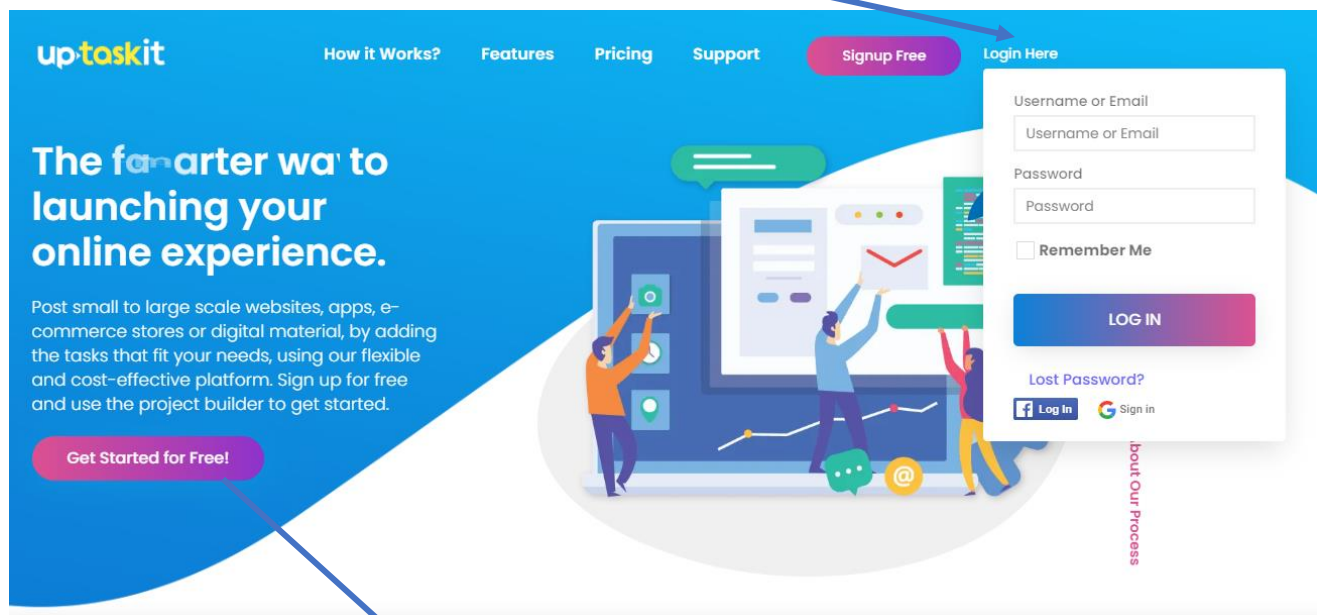 uptaskit
How it Works?
Features
Pricing
Support
Signup Free
Login Here
The
to
launching your
online experience.
Post small to large scale websites, apps, e-
commerce stores or digital material, by adding
the tasks that fit your needs, using our flexible
and cost-effective platform. Sign up for free
and use the project builder to get started.
Get Started for Free!
@
Username or Email
Username or Email
Password
Password
Remember Me
LOG IN
Lost Password?
f Log In
G Sign in
Our Process